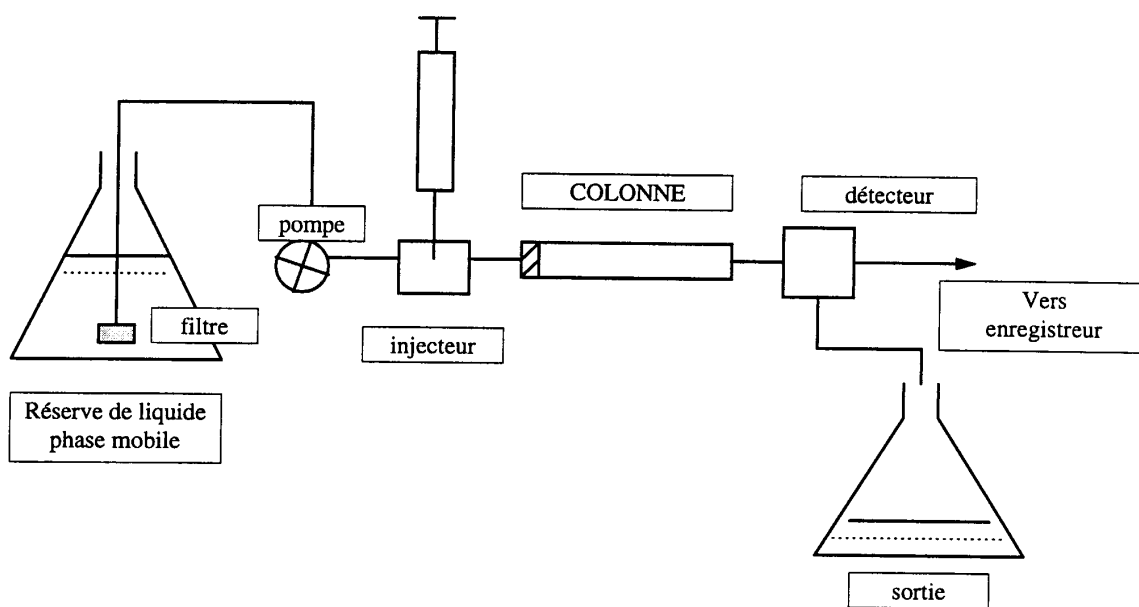 COLONNE
détecteur
pompe
filtre
injecteur
Vers
enregistreur
Réserve de liquide
phase mobile
sortie